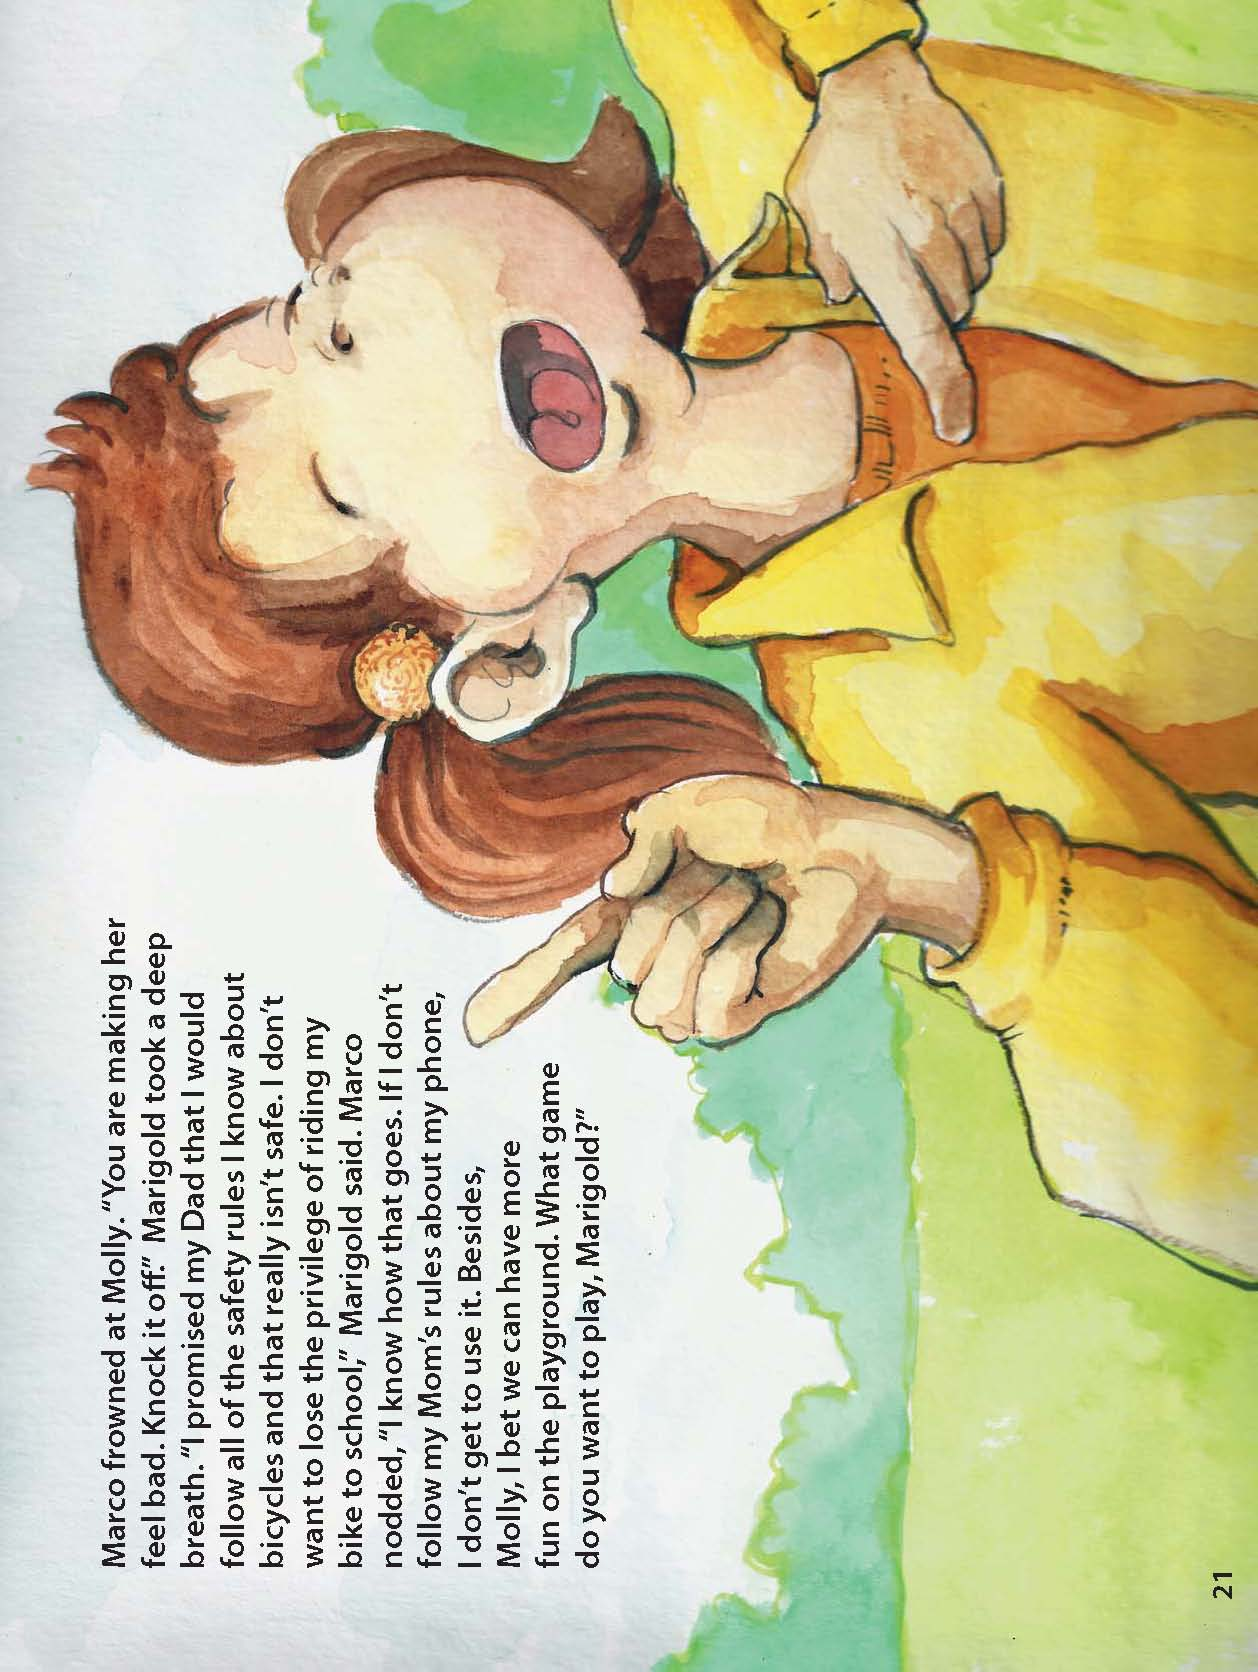 Marco frowned at Molly. “You are making her
feel bad. Knock it off.”  Marigold took a deep
breath. “I promised my Dad that I would
follow all of the safety rules I know about
bicycles and that really isn’t safe. I don’t
want to lose the privilege of riding my
bike to school,” Marigold said. Marco
nodded, “I know how that goes. If I don’t
follow my Mom’s rules about my phone,
I don’t get to use it. Besides,
Molly, I bet we can have more
fun on the playground. What game
do you want to play, Marigold?”
21